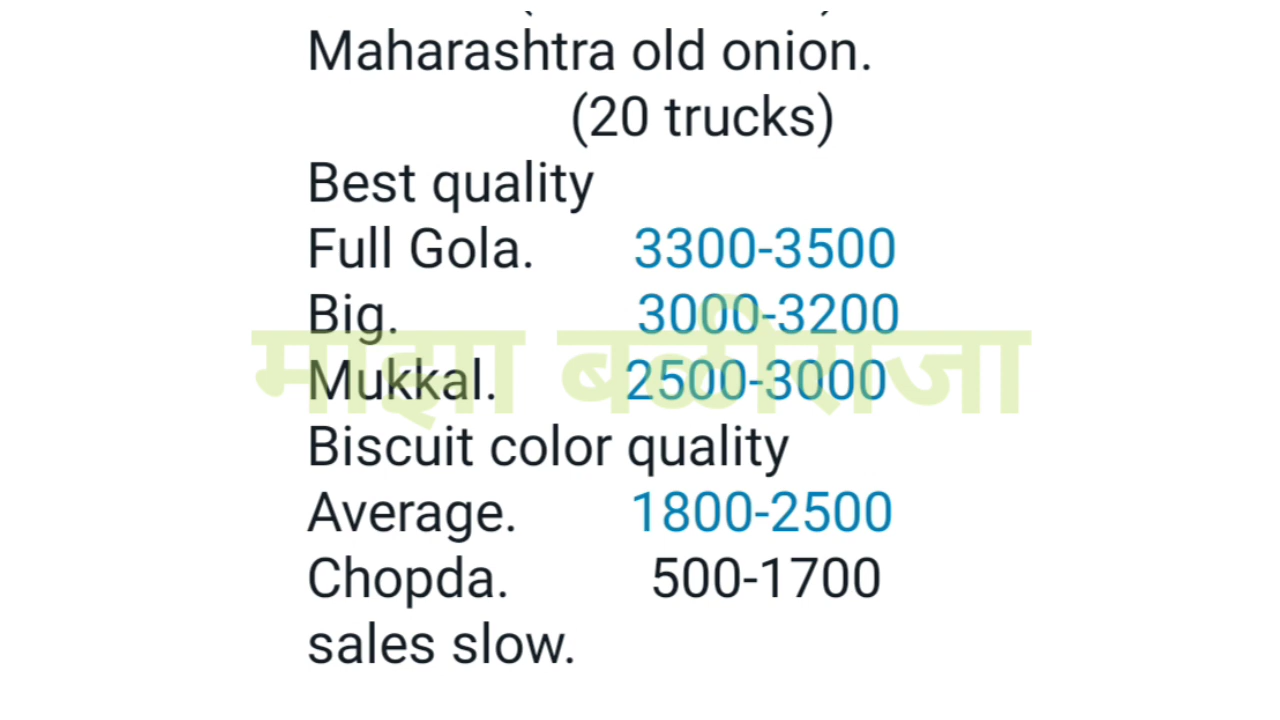 Maharashtra old onion.
(20 trucks)
Best quality
Full Gola. 3300-3500
Big. 3000-3200
Mukkal. 2500-3000
माझा बळीराजा
Biscuit color quality
Average. 1800-2500
Chopda. 500-1700
sales slow.